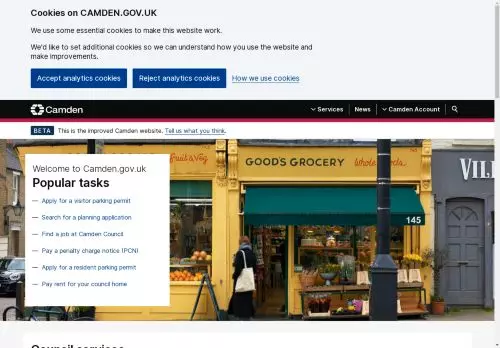 Cookies on CAMDEN.GOV.UK
We use some essential cookies to make this website work.
We'd like to set additional cookies so we can understand how you use the website and
make improvements.
Accept analytics cookies
Reject analytics cookies
How we use cookies
Camden
Services
News
Camden Account
BETA
This is the improved Camden website. Tell us what you think.
Welcome to Camden.gov.uk
Popular tasks
— Apply for a visitor parking permit
— Search for a planning application
— Find a job at Camden Council
— Pay a penalty charge notice (PCN)
— Apply for a resident parking permit
— Pay rent for your council home
Fruit & Veg
GOOD'S GROCERY
Wholefoods
VIL
145
Council services